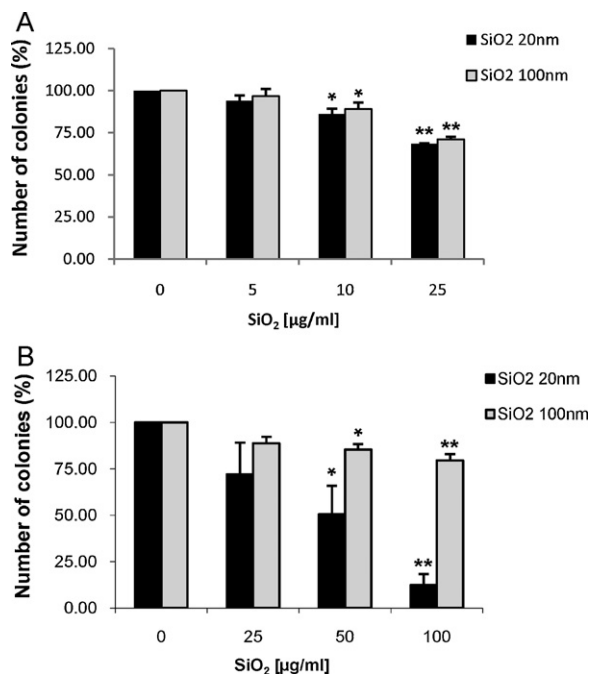 A
Number of colonies (%)
125.00
100.00
75.00
50.00
25.00
0.00
SiO2 20nm
SiO2 100nm
* *
** **
0 5 10 25
SiO₂ [µg/ml]
B
Number of colonies (%)
125.00
100.00
75.00
50.00
25.00
0.00
SiO2 20nm
SiO2 100nm
* *
** **
0 25 50 100
SiO₂ [µg/ml]